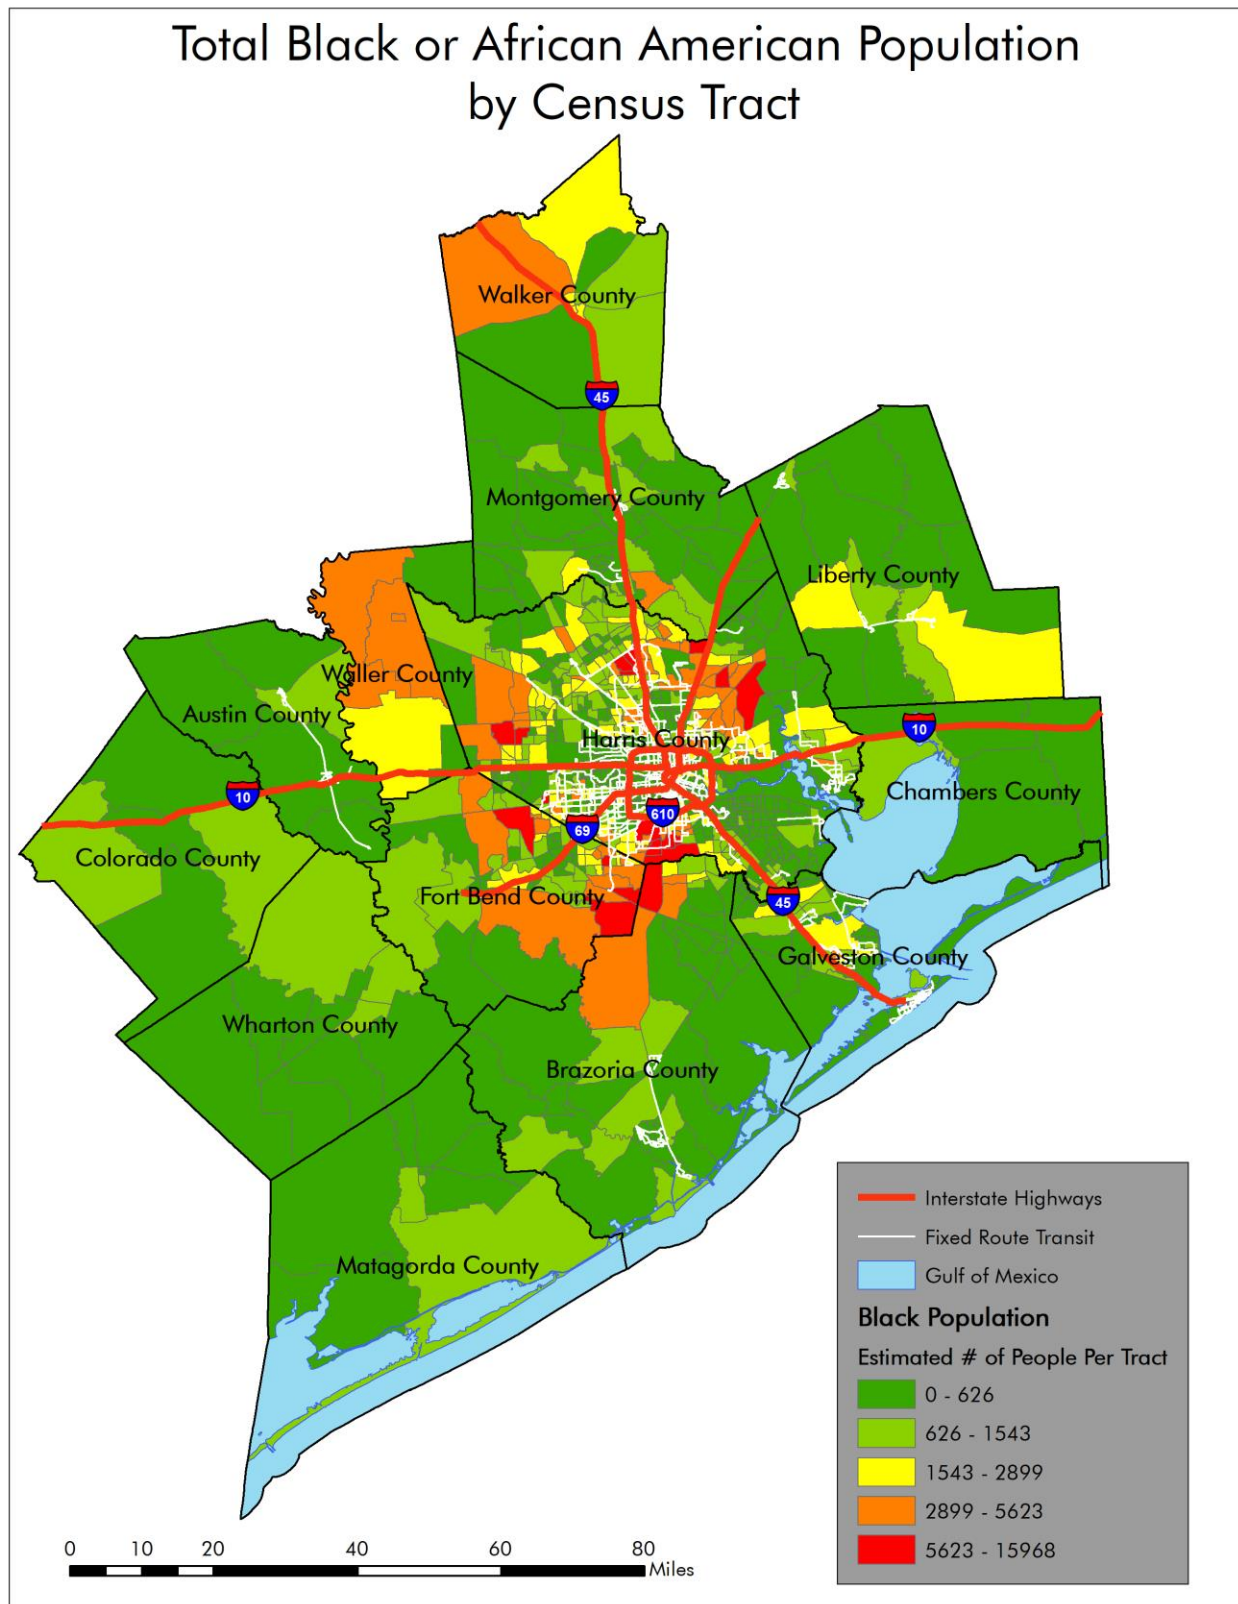 Total Black or African American Population
by Census Tract
Walker County
45
Montgomery County
Liberty County
Waller County
Austin County
Harris County
10
10
Chambers County
69
610
Colorado County
Fort Bend County
45
Galveston County
Wharton County
Brazoria County
Matagorda County
Interstate Highways
Fixed Route Transit
Gulf of Mexico
Black Population
Estimated # of People Per Tract
0 - 626
626 - 1543
1543 - 2899
2899 - 5623
5623 - 15968
0 10 20 40 60 80
Miles